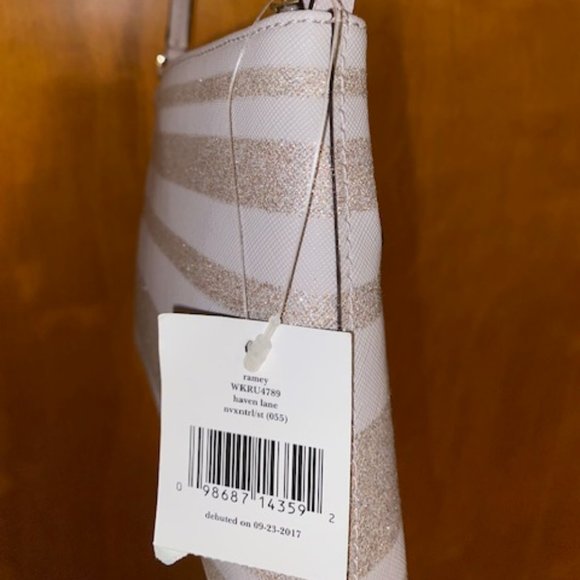 ramey
WKRU4789
haven lane
nvxntrl/st (055)
0 98687 14359 2
debuted on 09-23-2017